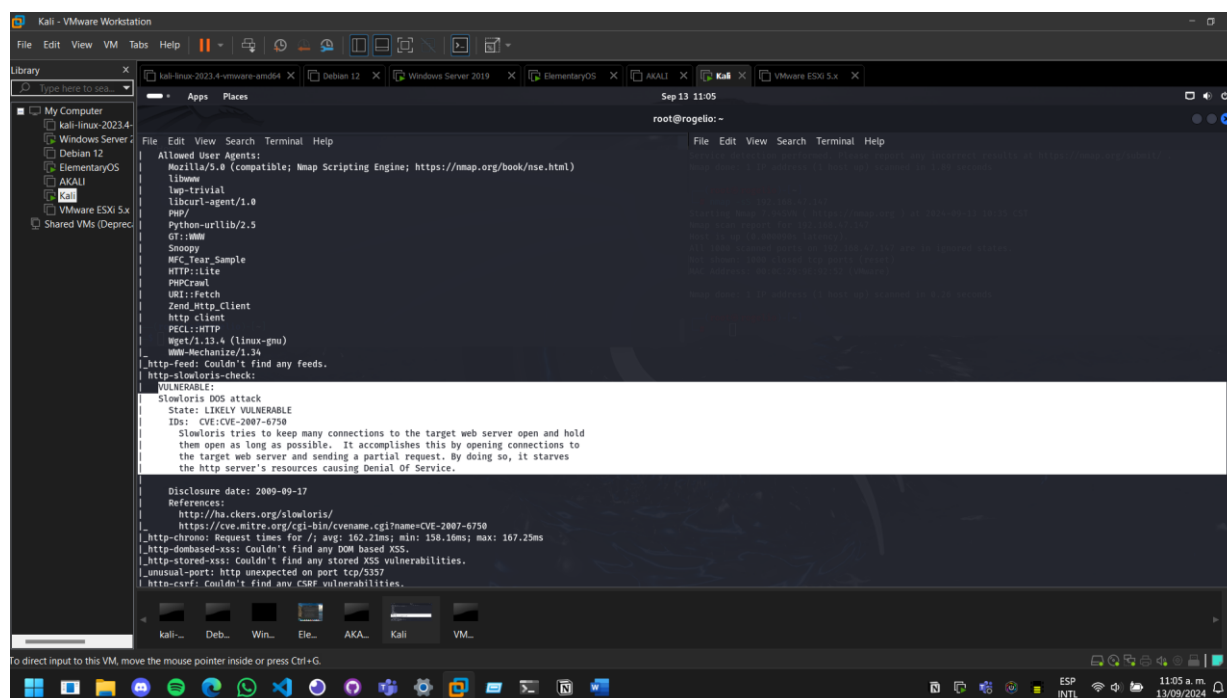 Kali - VMware Workstation
File Edit View VM Tabs Help
Library X
Type here to sea...
kali-linux-2023.4-vmware-amd64 X Debian 12 X Windows Server 2019 X ElementaryOS X AKALI X Kali X VMware ESXi 5.x X
My Computer
kali-linux-2023.4-
Windows Server 2
Debian 12
ElementaryOS
AKALI
Kali
VMware ESXi 5.x
Shared VMs (Deprec
Apps Places Sep 13 11:05
root@rogelio: ~
File Edit View Search Terminal Help
File Edit View Search Terminal Help
| Allowed User Agents:
| Mozilla/5.0 (compatible; Nmap Scripting Engine; https://nmap.org/book/nse.html)
| libwww
| lwp-trivial
| libcurl-agent/1.0
| PHP/
| Python-urllib/2.5
| GT::WWW
| Snoopy
| MFC_Tear_Sample
| HTTP::Lite
| PHPCrawl
| URI::Fetch
| Zend_Http_Client
| http client
| PECL::HTTP
| Wget/1.13.4 (linux-gnu)
|_ WWW-Mechanize/1.34
|_http-feed: Couldn't find any feeds.
| http-slowloris-check:
| VULNERABLE:
| Slowloris DOS attack
| State: LIKELY VULNERABLE
| IDs: CVE:CVE-2007-6750
| Slowloris tries to keep many connections to the target web server open and hold
| them open as long as possible. It accomplishes this by opening connections to
| the target web server and sending a partial request. By doing so, it starves
| the http server's resources causing Denial Of Service.
|
| Disclosure date: 2009-09-17
| References:
| http://ha.ckers.org/slowloris/
|_ https://cve.mitre.org/cgi-bin/cvename.cgi?name=CVE-2007-6750
|_http-chrono: Request times for /; avg: 162.21ms; min: 158.16ms; max: 167.25ms
|_http-dombased-xss: Couldn't find any DOM based XSS.
|_http-stored-xss: Couldn't find any stored XSS vulnerabilities.
|_unusual-port: http unexpected on port tcp/5357
|_http-csrf: Couldn't find any CSRF vulnerabilities.
kali-... Deb... Win... Ele... AKA... Kali VM...
To direct input to this VM, move the mouse pointer inside or press Ctrl+G.
ESP
INTL
11:05 a. m.
13/09/2024